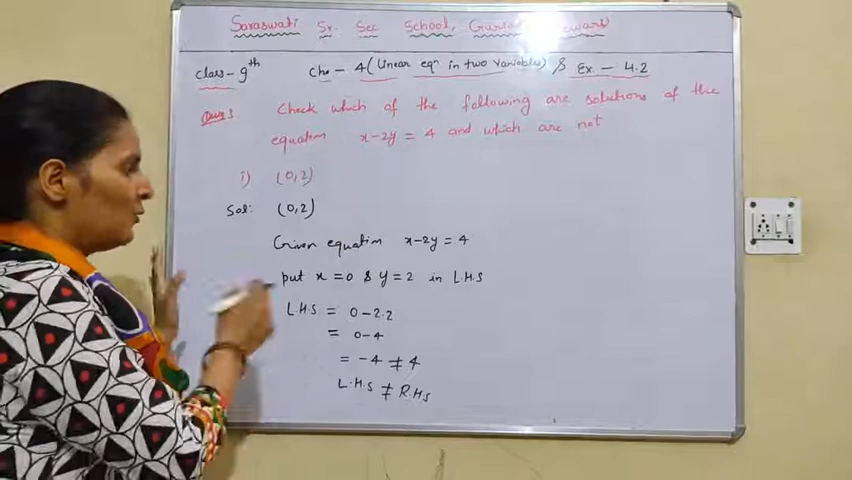 Saraswati Sr. Sec School,
Class - 9th Ch:- 4 (Linear eqn in two variables) & Ex - 4.2
Ques 3 Check which of the following are solutions of the
equation x-2y = 4 and which are not
i) (0,2)
Sol: (0,2)
Given equation x-2y = 4
put x = 0 & y = 2 in L.H.S
L.H.S = 0 - 2.2
= 0-4
= -4 ≠ 4
L.H.S ≠ R.H.S